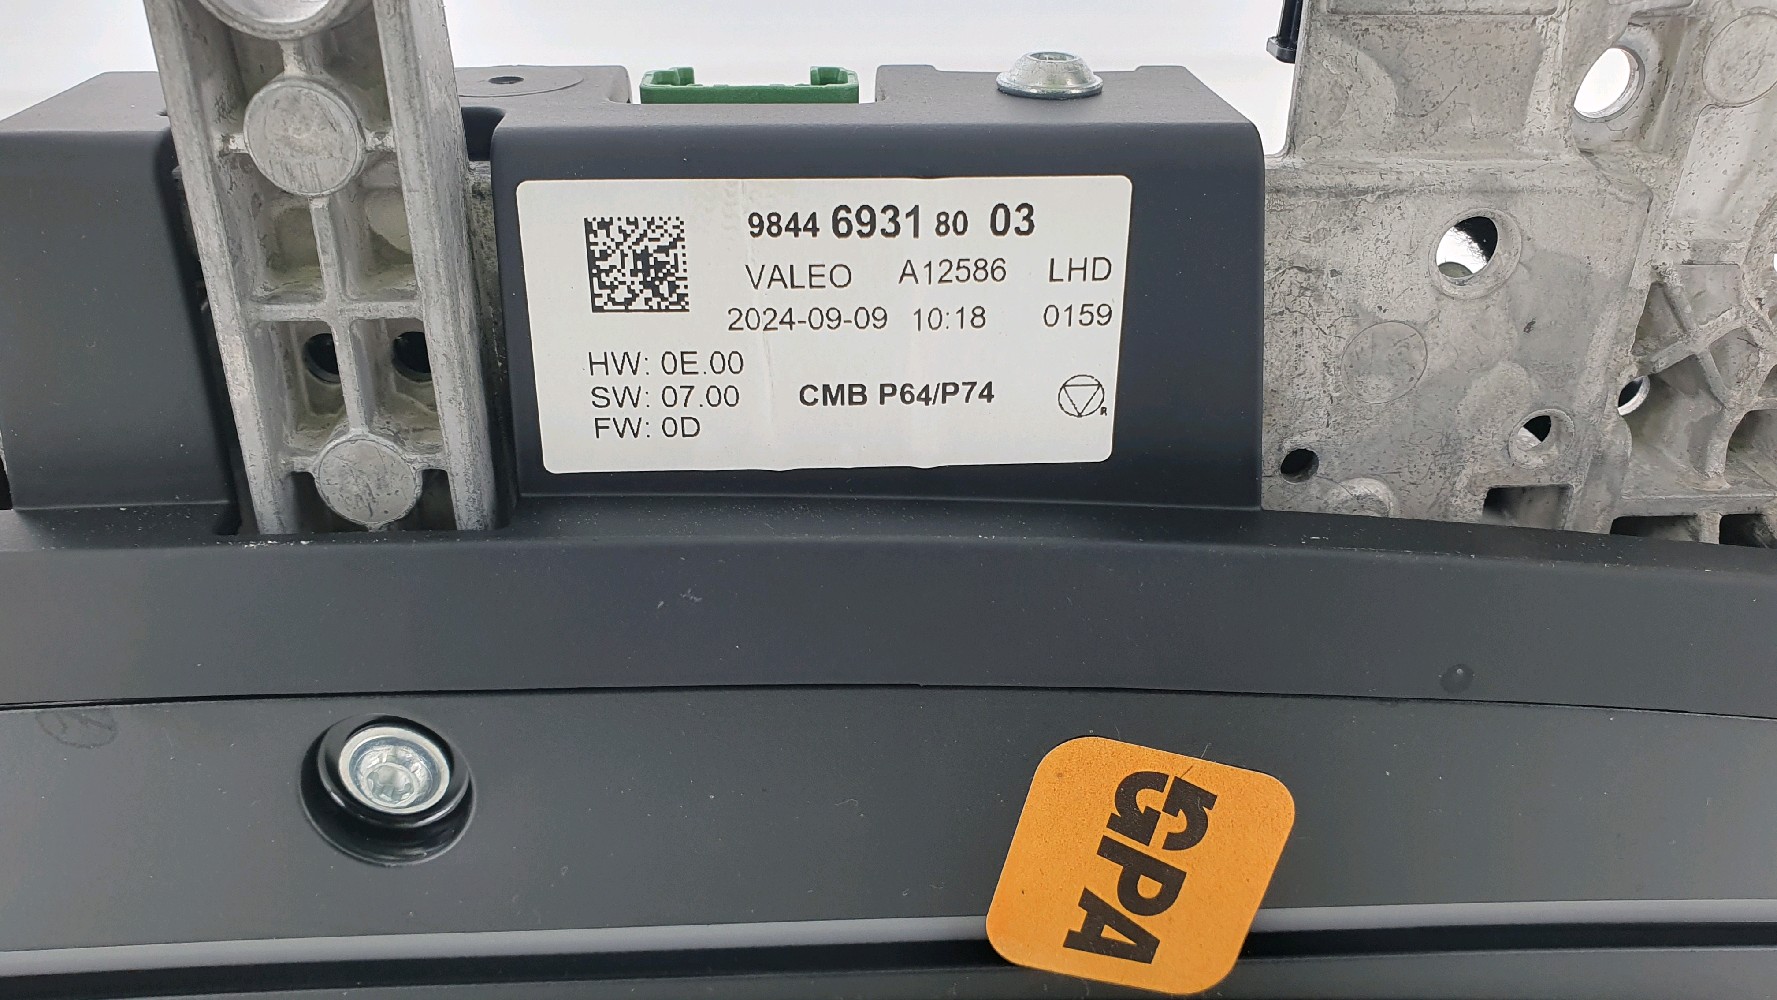 9844 6931 80 03
VALEO A12586 LHD
2024-09-09 10:18 0159
HW: 0E.00
SW: 07.00 CMB P64/P74 R
FW: 0D
GPA